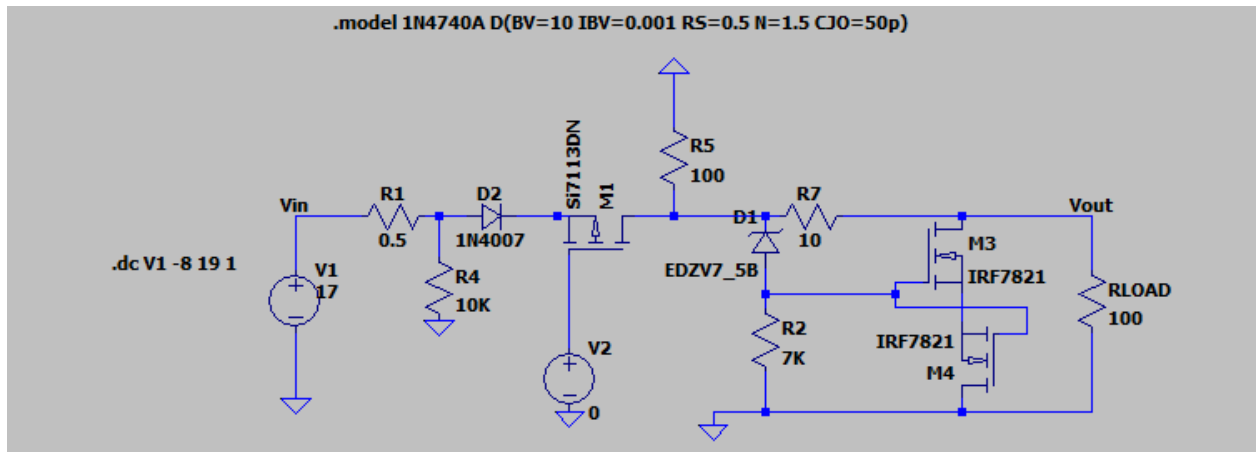 .model 1N4740A D(BV=10 IBV=0.001 RS=0.5 N=1.5 CJO=50p)
Si7113DN
M1
R5
100
Vin
R1
0.5
D2
1N4007
D1
R7
10
Vout
M3
IRF7821
EDZV7_5B
.dc V1 -8 19 1
V1
17
R4
10K
RLOAD
100
R2
7K
IRF7821
M4
V2
0